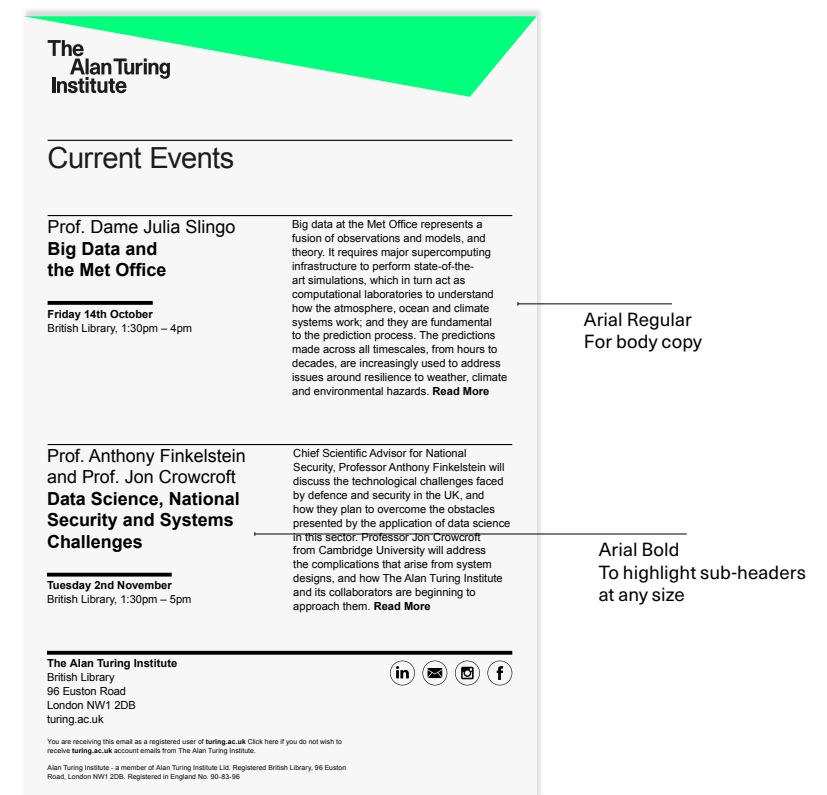 The
Alan Turing
Institute
Current Events
Prof. Dame Julia Slingo
Big Data and
the Met Office
Friday 14th October
British Library, 1:30pm – 4pm
Big data at the Met Office represents a
fusion of observations and models, and
theory. It requires major supercomputing
infrastructure to perform state-of-the-
art simulations, which in turn act as
computational laboratories to understand
how the atmosphere, ocean and climate
systems work; and they are fundamental
to the prediction process. The predictions
made across all timescales, from hours to
decades, are increasingly used to address
issues around resilience to weather, climate
and environmental hazards. Read More
Arial Regular
For body copy
Prof. Anthony Finkelstein
and Prof. Jon Crowcroft
Data Science, National
Security and Systems
Challenges
Tuesday 2nd November
British Library, 1:30pm – 5pm
Chief Scientific Advisor for National
Security, Professor Anthony Finkelstein will
discuss the technological challenges faced
by defence and security in the UK, and
how they plan to overcome the obstacles
presented by the application of data science
in this sector. Professor Jon Crowcroft
from Cambridge University will address
the complications that arise from system
designs, and how The Alan Turing Institute
and its collaborators are beginning to
approach them. Read More
Arial Bold
To highlight sub-headers
at any size
The Alan Turing Institute
British Library
96 Euston Road
London NW1 2DB
turing.ac.uk
in
f
You are receiving this email as a registered user of turing.ac.uk Click here if you do not wish to
receive turing.ac.uk account emails from The Alan Turing Institute.
Alan Turing Institute - a member of Alan Turing Institute Lld. Registered British Library, 96 Euston
Road, London NW1 2DB. Registered in England No. 90-83-96